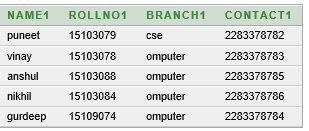 NAME1 ROLLNO1 BRANCH1 CONTACT1
puneet 15103079 cse 2283378782
vinay 15103078 omputer 2283378783
anshul 15103088 omputer 2283378785
nikhil 15103084 omputer 2283378786
gurdeep 15109074 omputer 2283378784